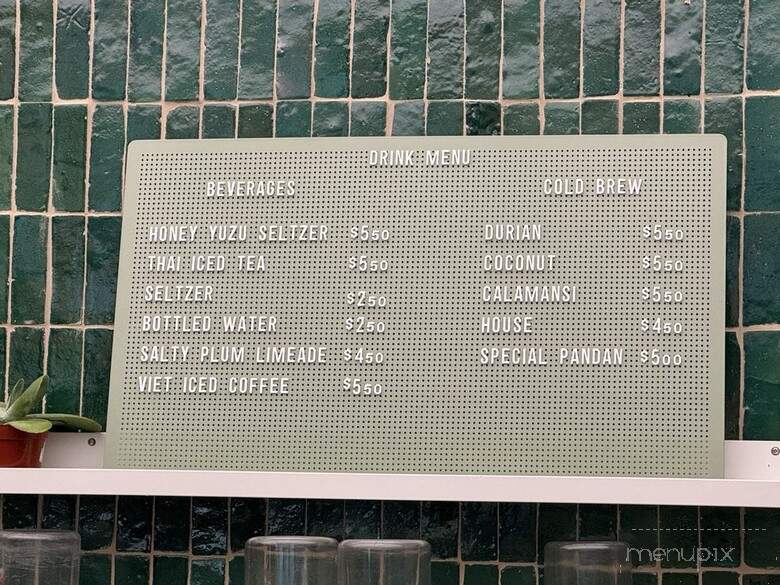 DRINK MENU
BEVERAGES
HONEY YUZU SELTZER $550
THAI ICED TEA $550
SELTZER $250
BOTTLED WATER $250
SALTY PLUM LIMEADE $450
VIET ICED COFFEE $550
COLD BREW
DURIAN $550
COCONUT $550
CALAMANSI $550
HOUSE $450
SPECIAL PANDAN $500
menupix